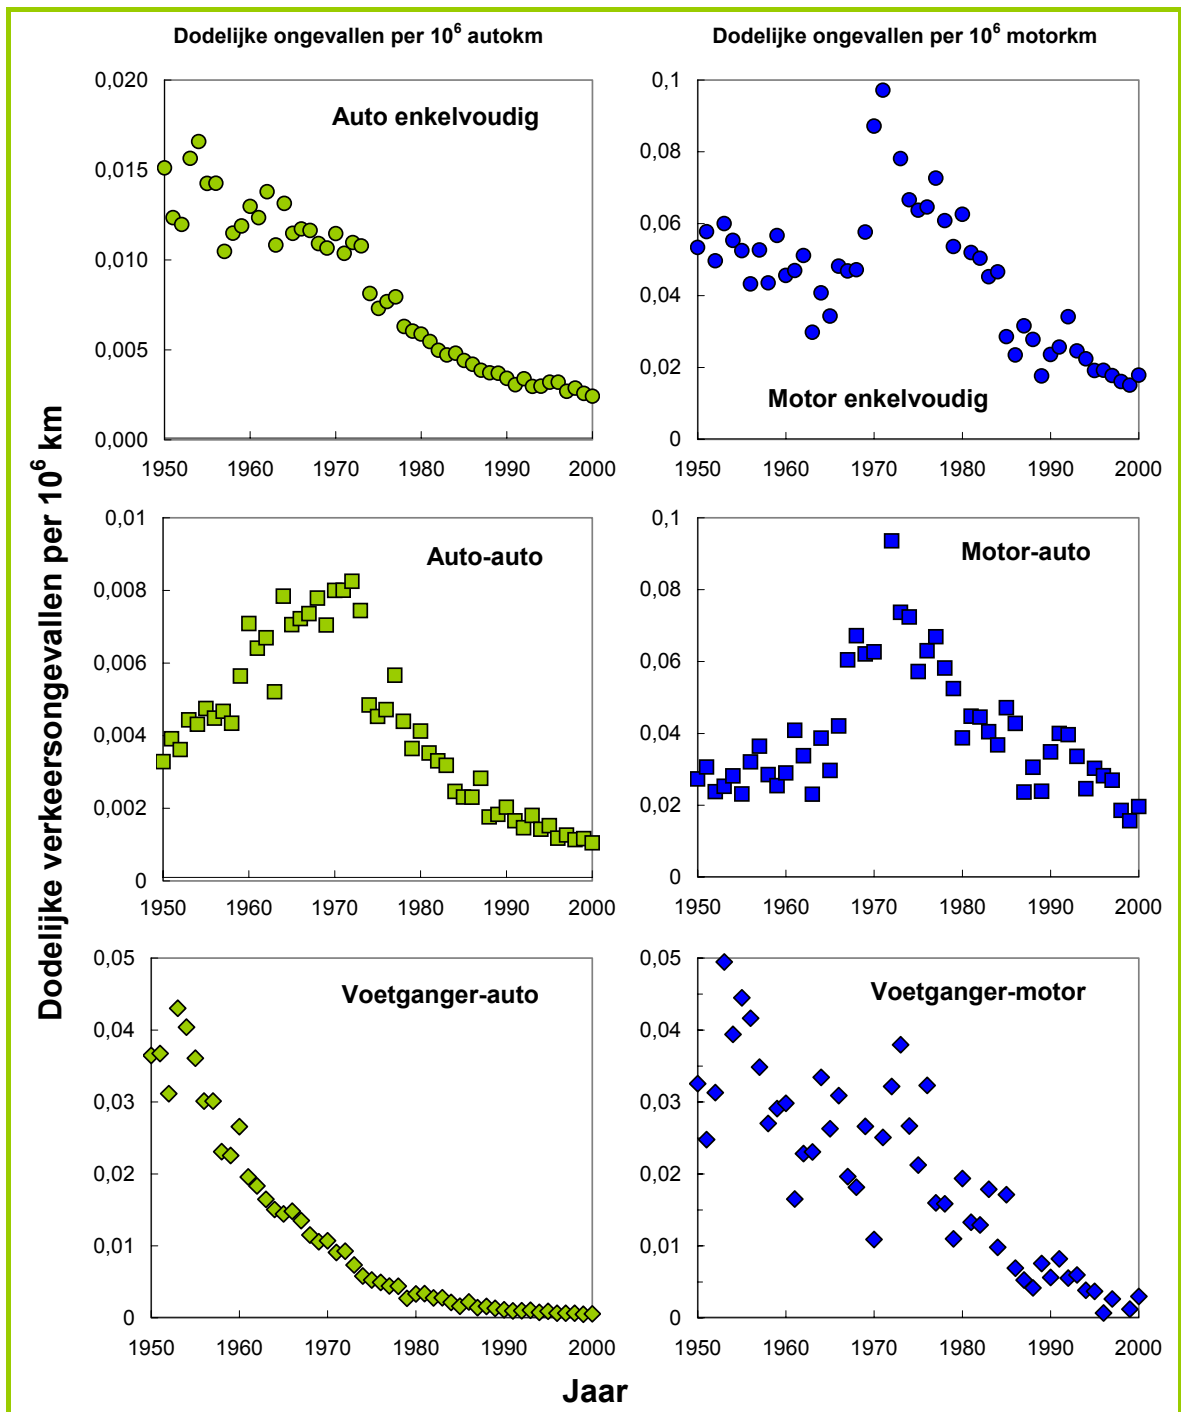 Dodelijke ongevallen per 10⁶ autokm
Dodelijke ongevallen per 10⁶ motorkm
Dodelijke verkeersongevallen per 10⁶ km
Auto enkelvoudig
0,020
0,015
0,010
0,005
0,000
1950 1960 1970 1980 1990 2000
Motor enkelvoudig
0,1
0,08
0,06
0,04
0,02
0
1950 1960 1970 1980 1990 2000
Auto-auto
0,01
0,008
0,006
0,004
0,002
0
1950 1960 1970 1980 1990 2000
Motor-auto
0,1
0,08
0,06
0,04
0,02
0
1950 1960 1970 1980 1990 2000
Voetganger-auto
0,05
0,04
0,03
0,02
0,01
0
1950 1960 1970 1980 1990 2000
Voetganger-motor
0,05
0,04
0,03
0,02
0,01
0
1950 1960 1970 1980 1990 2000
Jaar